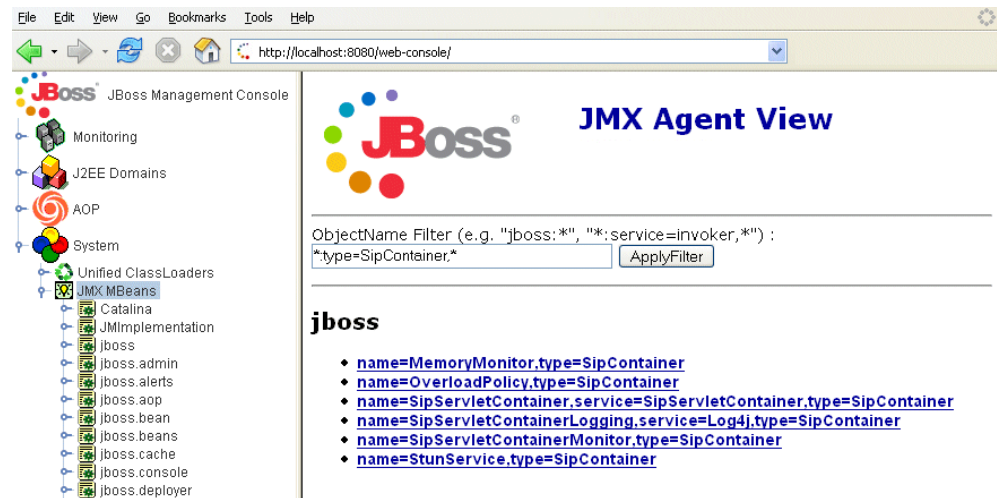 File Edit View Go Bookmarks Tools Help
http://localhost:8080/web-console/
JBoss JBoss Management Console
Monitoring
J2EE Domains
AOP
System
Unified ClassLoaders
JMX MBeans
Catalina
JMImplementation
jboss
jboss.admin
jboss.alerts
jboss.aop
jboss.bean
jboss.beans
jboss.cache
jboss.console
jboss.deployer
JBoss® JMX Agent View
ObjectName Filter (e.g. "jboss:*", "*:service=invoker,*") :
*:type=SipContainer,* ApplyFilter
jboss
name=MemoryMonitor,type=SipContainer
name=OverloadPolicy,type=SipContainer
name=SipServletContainer,service=SipServletContainer,type=SipContainer
name=SipServletContainerLogging,service=Log4j,type=SipContainer
name=SipServletContainerMonitor,type=SipContainer
name=StunService,type=SipContainer